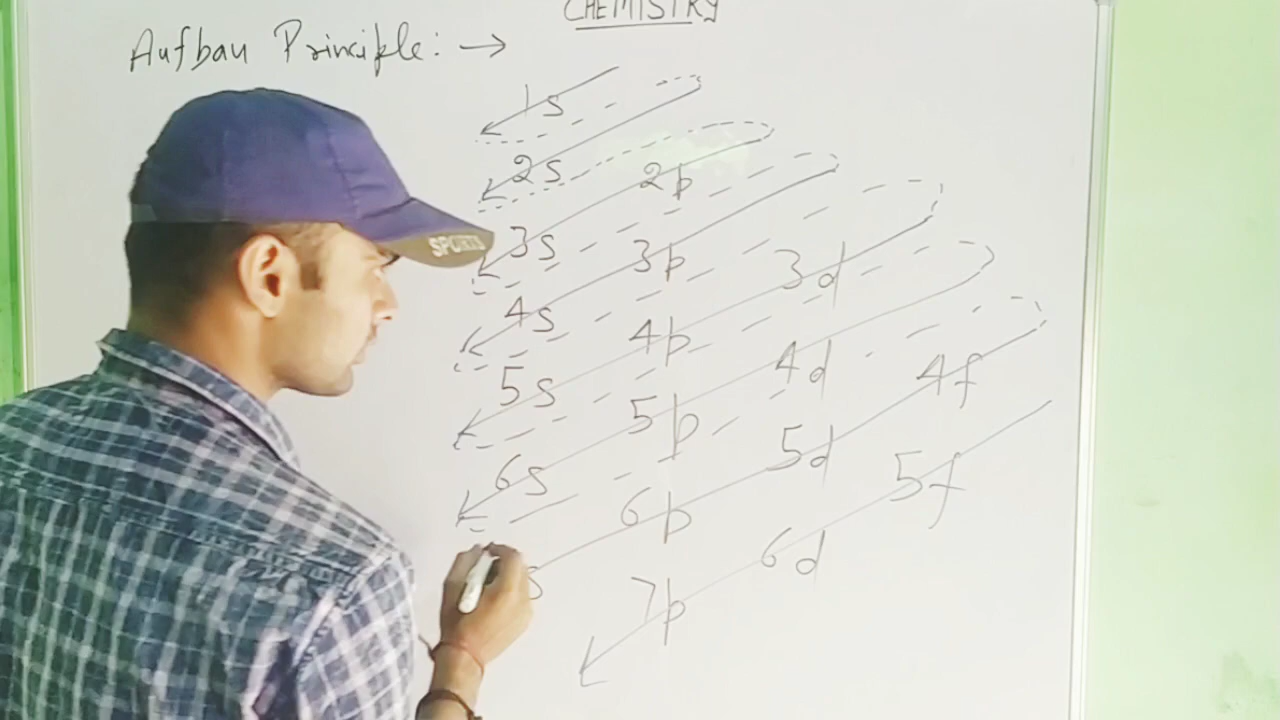 CHEMISTRY
Aufbau Principle: →
1s
2s 2p
3s 3p 3d
4s 4p 4d 4f
5s 5p 5d 5f
6s 6p 6d
s 7p
SPORTS